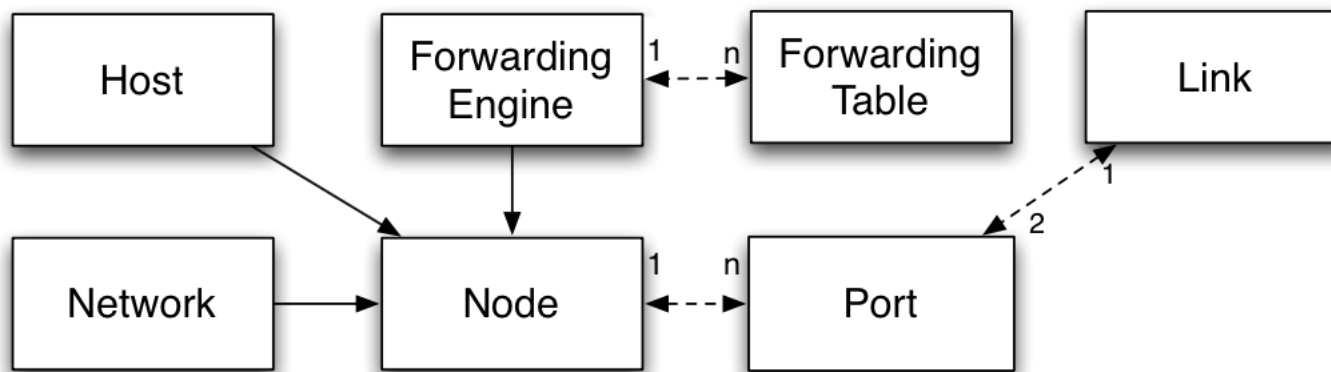 Host
Forwarding
Engine
1
n
Forwarding
Table
Link
1
2
Network
Node
1
n
Port